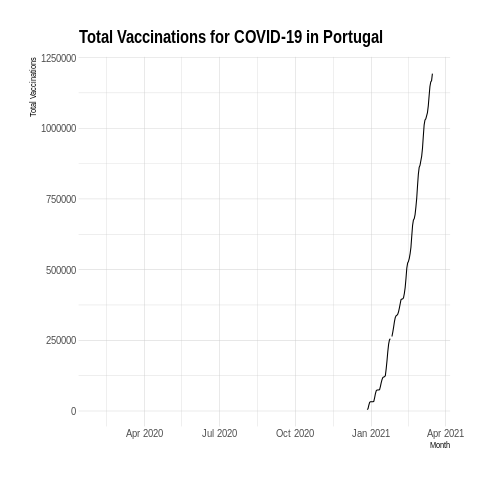 Total Vaccinations for COVID-19 in Portugal
Total Vaccinations
1250000
1000000
750000
500000
250000
0
Apr 2020 Jul 2020 Oct 2020 Jan 2021 Apr 2021
Month